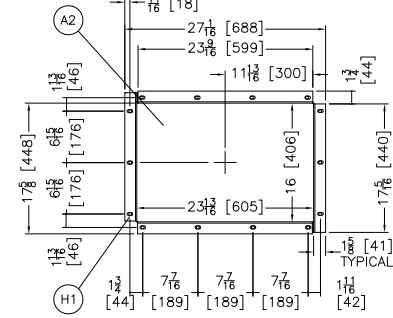 11/16 [18]
A2
27 1/16 [688]
23 9/16 [599]
11 13/16 [300]
1 3/4 [44]
1 13/16 [46]
6 15/16 [176]
17 5/8 [448]
6 15/16 [176]
1 13/16 [46]
16 [406]
17 5/16 [440]
23 13/16 [605]
1 5/8 [41]
TYPICAL
H1
1 3/4 [44]
7 7/16 [189]
7 7/16 [189]
7 7/16 [189]
1 11/16 [42]